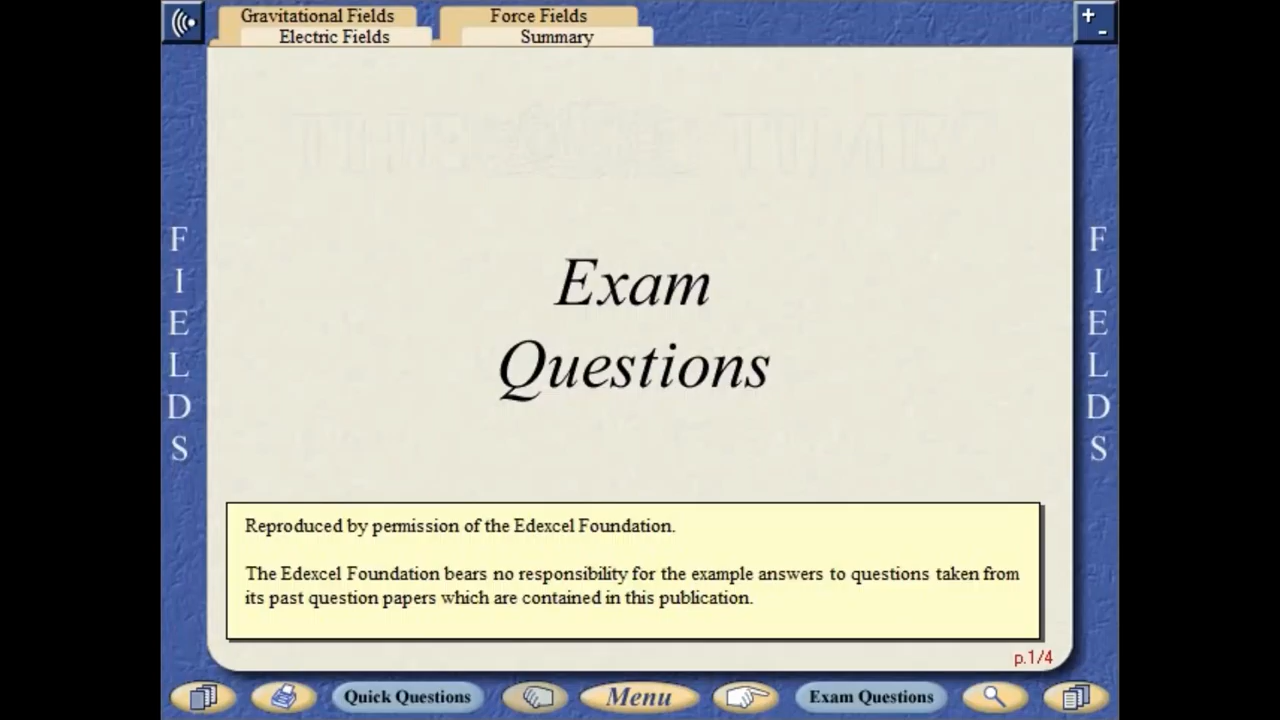 Gravitational Fields
Force Fields
Electric Fields
Summary
+
-
THE TIMES
FIELDS
FIELDS
Exam
Questions
Reproduced by permission of the Edexcel Foundation.
The Edexcel Foundation bears no responsibility for the example answers to questions taken from
its past question papers which are contained in this publication.
p.1/4
Quick Questions
Menu
Exam Questions